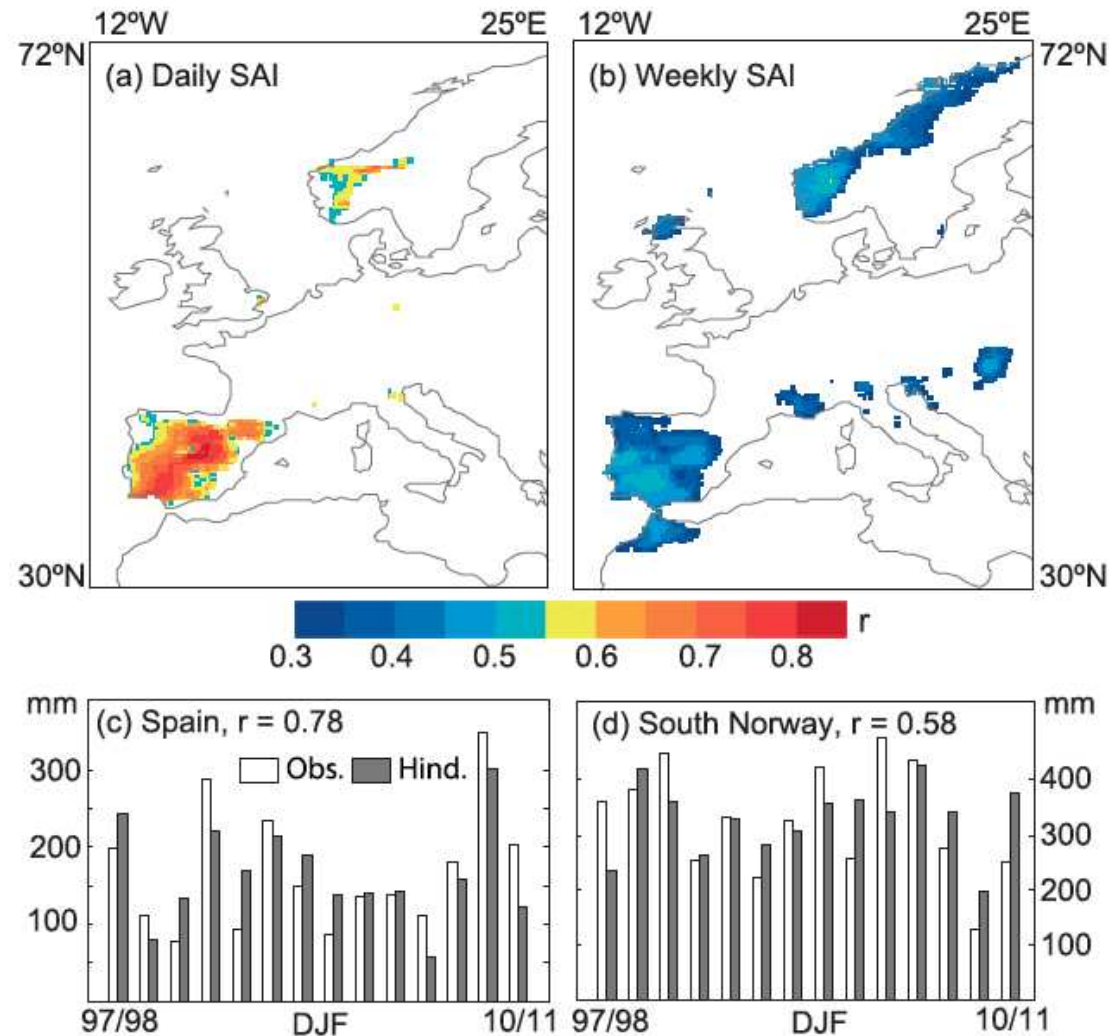 12ºW 25ºE 12ºW 25ºE
72ºN 72ºN
(a) Daily SAI (b) Weekly SAI
30ºN 30ºN
0.3 0.4 0.5 0.6 0.7 0.8 r
mm mm
(c) Spain, r = 0.78 (d) South Norway, r = 0.58
Obs. Hind.
300 400
200 300
100 200
100
97/98 DJF 10/11 97/98 DJF 10/11